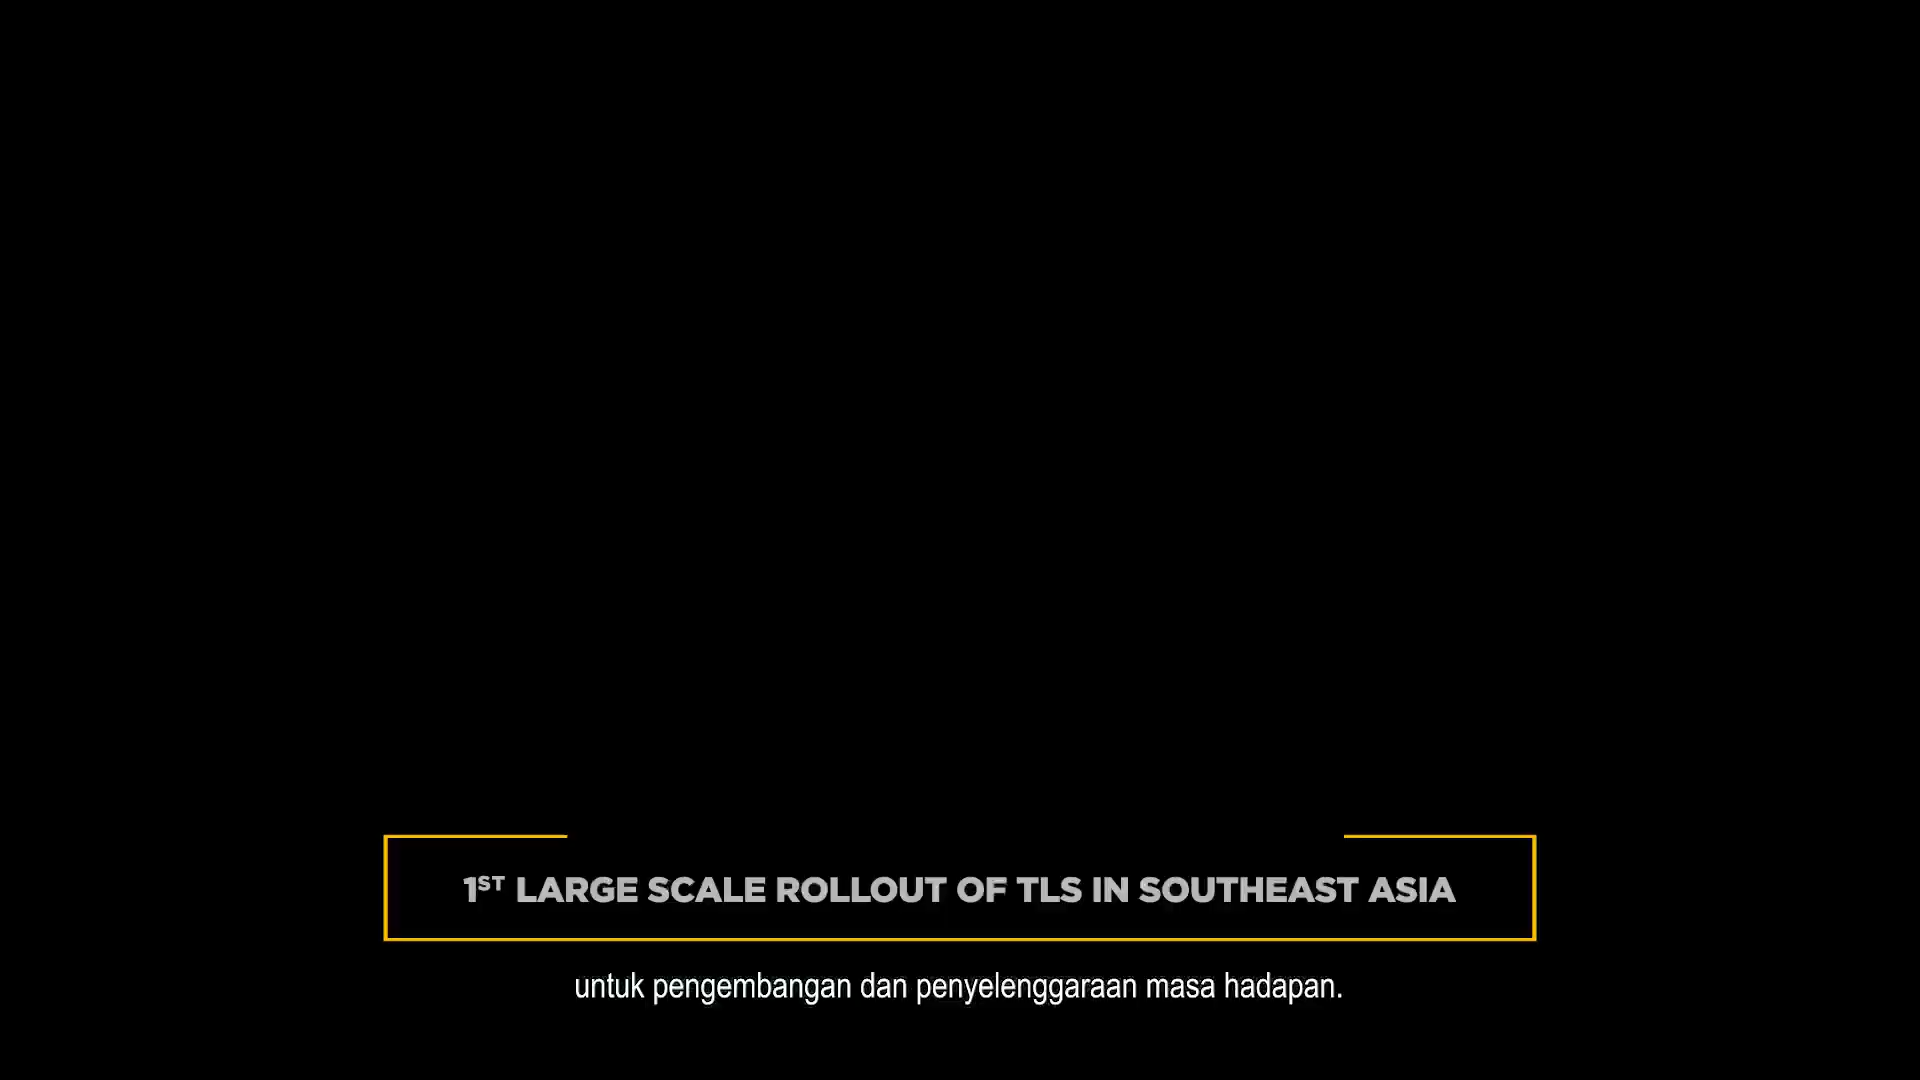 1ST LARGE SCALE ROLLOUT OF TLS IN SOUTHEAST ASIA
untuk pengembangan dan penyelenggaraan masa hadapan.